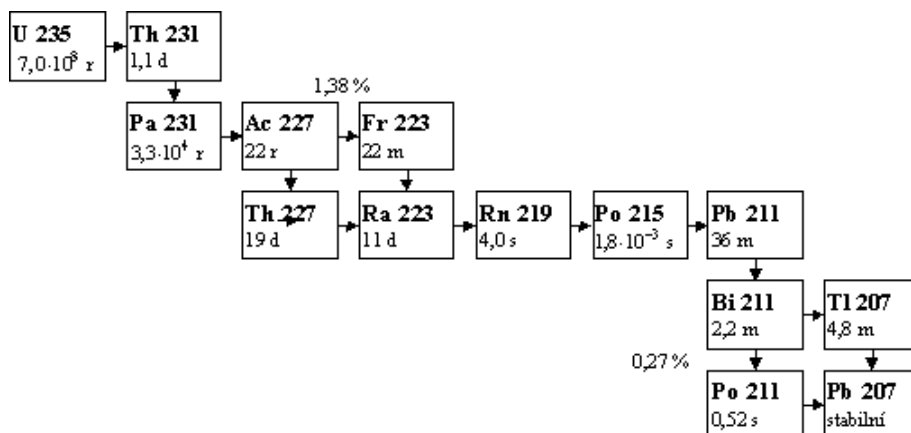 U 235
7,0·10⁸ r
Th 231
1,1 d
1,38 %
Pa 231
3,3·10⁴ r
Ac 227
22 r
Fr 223
22 m
Th 227
19 d
Ra 223
11 d
Rn 219
4,0 s
Po 215
1,8·10⁻³ s
Pb 211
36 m
Bi 211
2,2 m
Tl 207
4,8 m
0,27 %
Po 211
0,52 s
Pb 207
stabilní